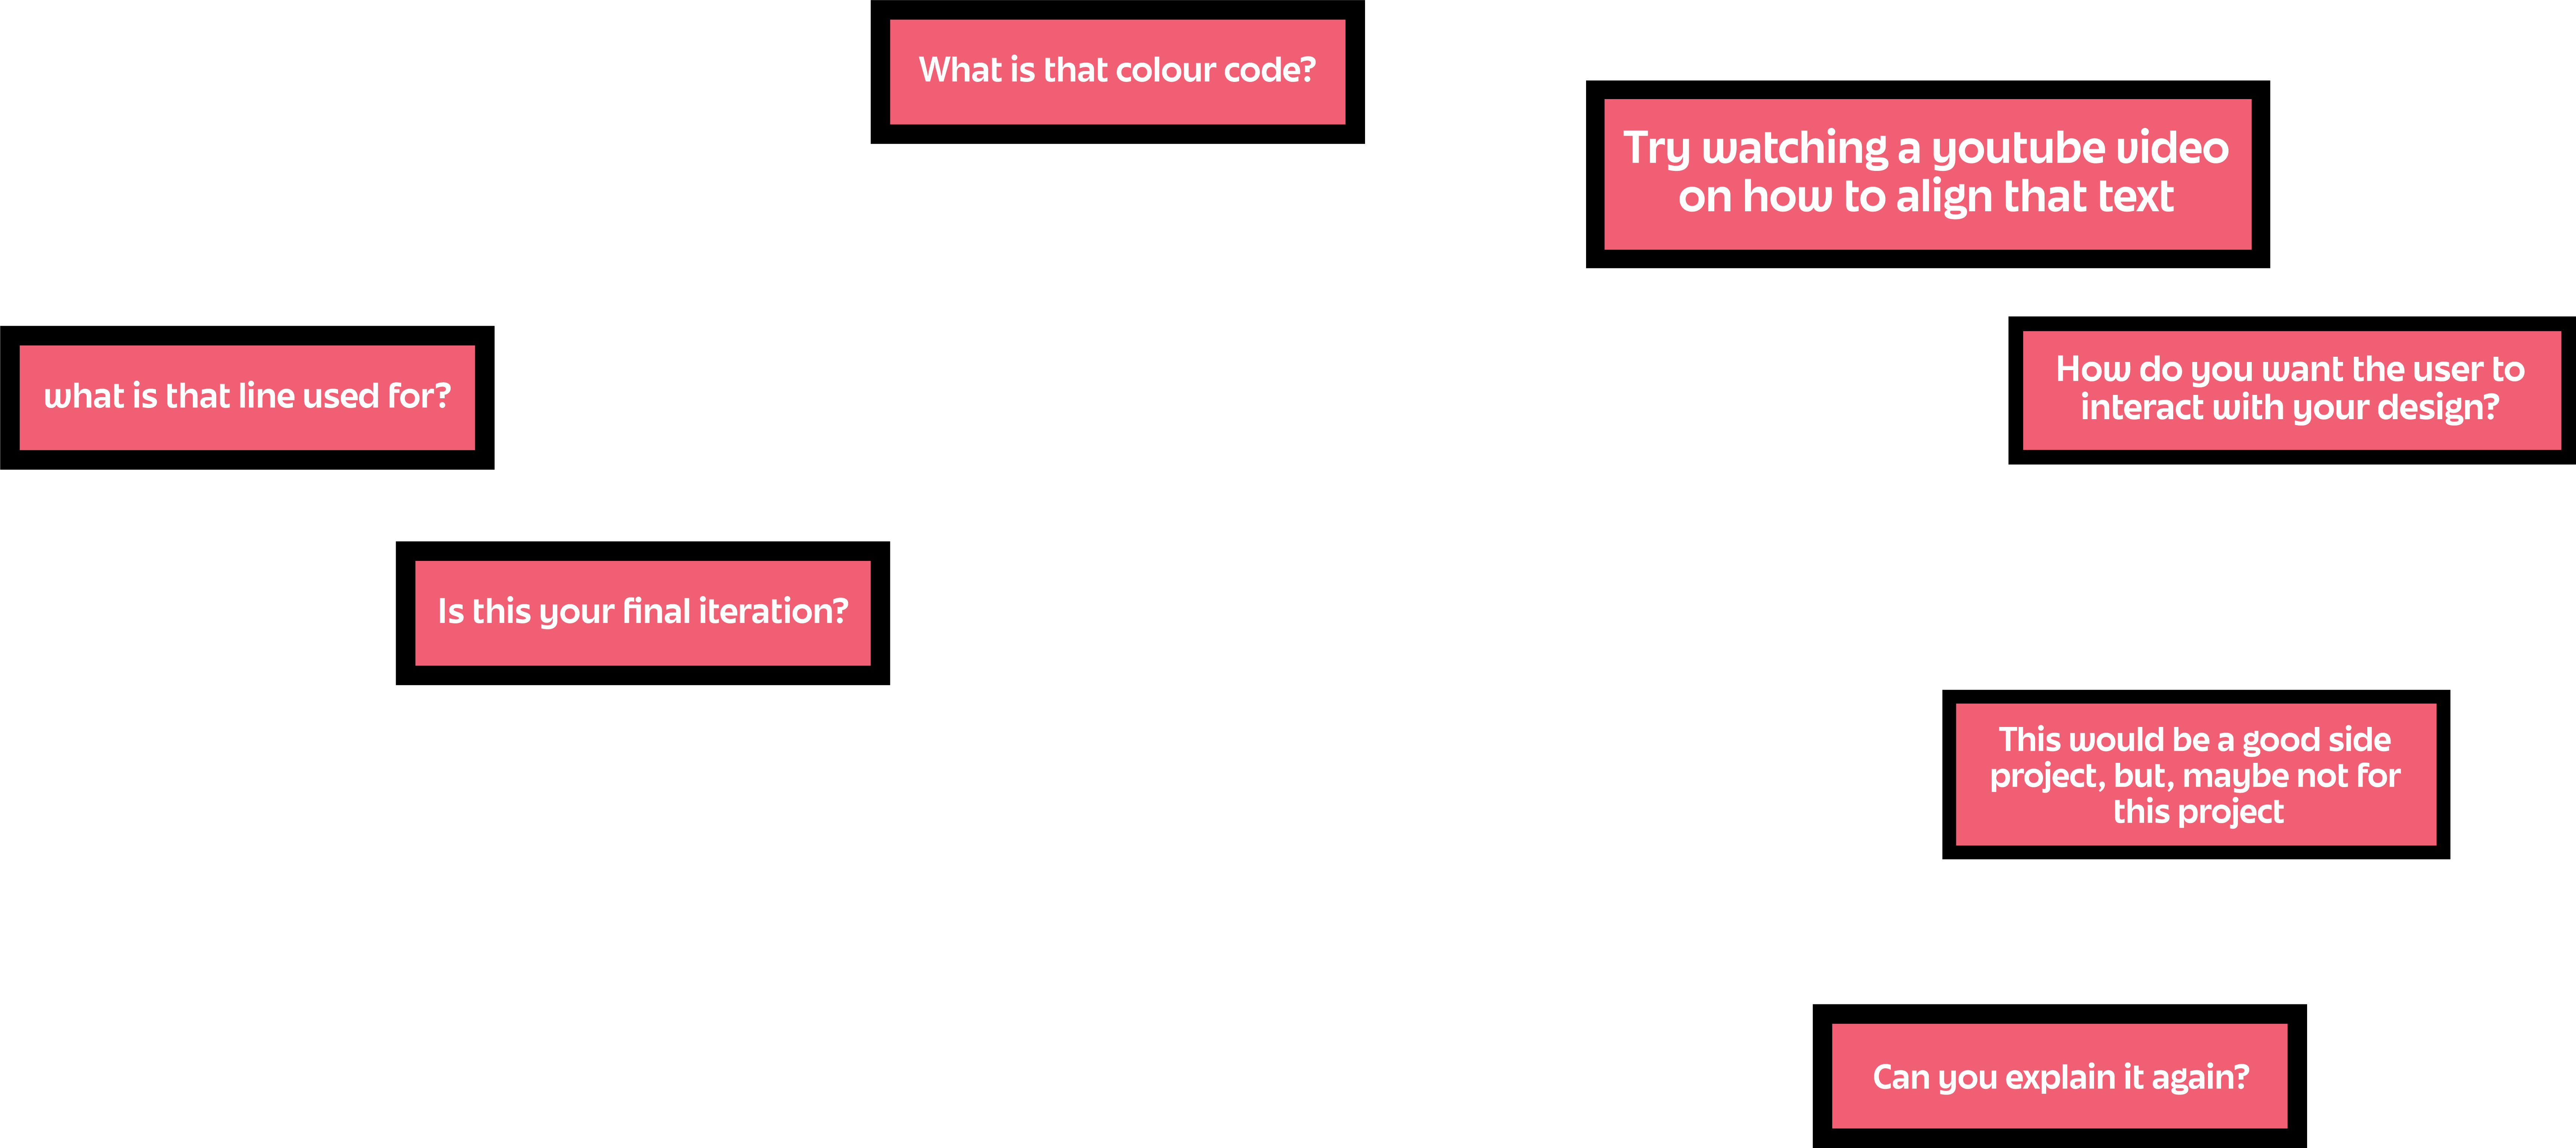 What is that colour code?
Try watching a youtube video
on how to align that text
what is that line used for?
How do you want the user to
interact with your design?
Is this your final iteration?
This would be a good side
project, but, maybe not for
this project
Can you explain it again?